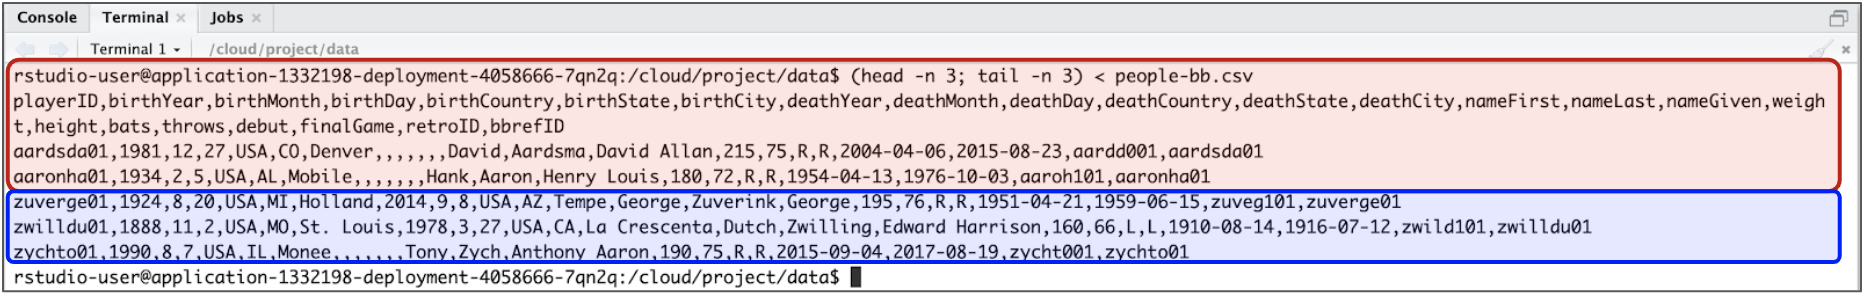 Console Terminal × Jobs ×
Terminal 1 /cloud/project/data
rstudio-user@application-1332198-deployment-4058666-7qn2q:/cloud/project/data$ (head -n 3; tail -n 3) < people-bb.csv
playerID,birthYear,birthMonth,birthDay,birthCountry,birthState,birthCity,deathYear,deathMonth,deathDay,deathCountry,deathState,deathCity,nameFirst,nameLast,nameGiven,weigh
t,height,bats,throws,debut,finalGame,retroID,bbrefID
aardsda01,1981,12,27,USA,CO,Denver,,,,,,,David,Aardsma,David Allan,215,75,R,R,2004-04-06,2015-08-23,aardd001,aardsda01
aaronha01,1934,2,5,USA,AL,Mobile,,,,,,,Hank,Aaron,Henry Louis,180,72,R,R,1954-04-13,1976-10-03,aaroh101,aaronha01
zuverge01,1924,8,20,USA,MI,Holland,2014,9,8,USA,AZ,Tempe,George,Zuverink,George,195,76,R,R,1951-04-21,1959-06-15,zuveg101,zuverge01
zwilldu01,1888,11,2,USA,MO,St. Louis,1978,3,27,USA,CA,La Crescenta,Dutch,Zwilling,Edward Harrison,160,66,L,L,1910-08-14,1916-07-12,zwild101,zwilldu01
zychto01,1990,8,7,USA,IL,Monee,,,,,,,Tony,Zych,Anthony Aaron,190,75,R,R,2015-09-04,2017-08-19,zycht001,zychto01
rstudio-user@application-1332198-deployment-4058666-7qn2q:/cloud/project/data$